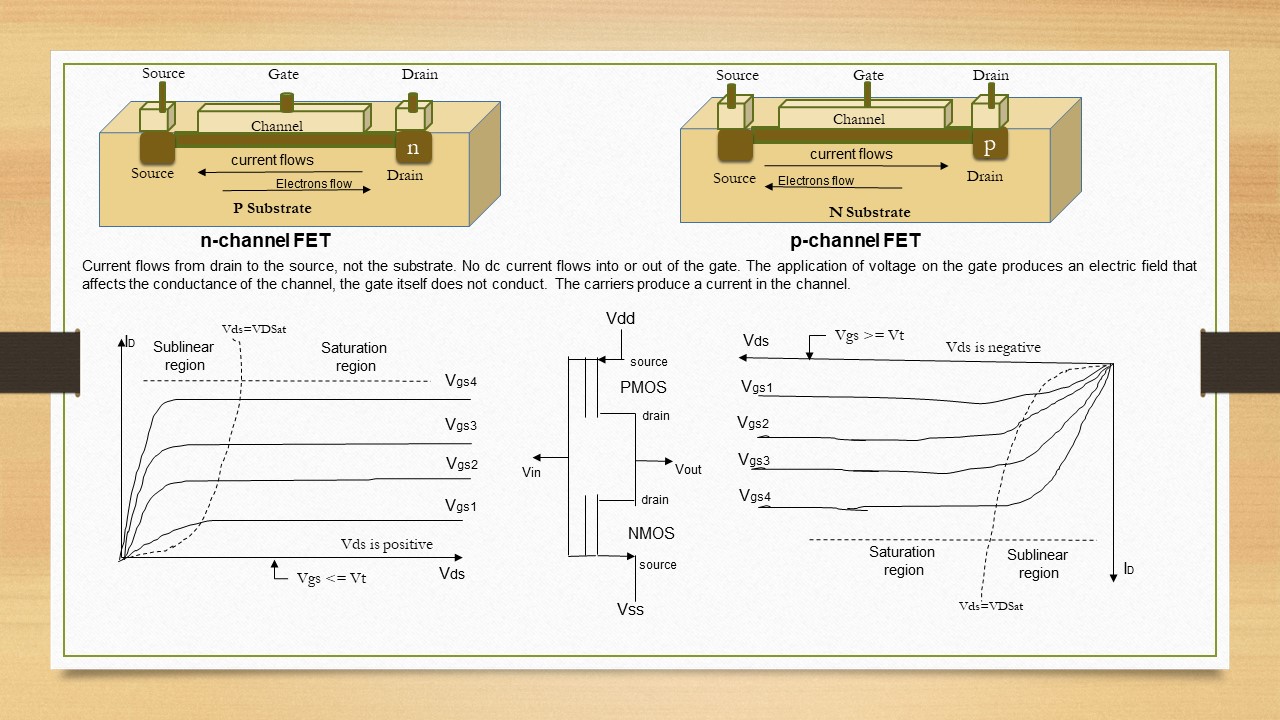 Source Gate Drain
Channel
n
current flows
Source Drain
Electrons flow
P Substrate
n-channel FET
Source Gate Drain
Channel
p
current flows
Source Drain
Electrons flow
N Substrate
p-channel FET
Current flows from drain to the source, not the substrate. No dc current flows into or out of the gate. The application of voltage on the gate produces an electric field that
affects the conductance of the channel, the gate itself does not conduct. The carriers produce a current in the channel.
ID
Vds=VDSat
Sublinear
region
Saturation
region
Vgs4
Vgs3
Vgs2
Vgs1
Vds is positive
Vds
Vgs <= Vt
Vdd
source
PMOS
drain
Vin
Vout
drain
NMOS
source
Vss
Vds
Vgs >= Vt
Vds is negative
Vgs1
Vgs2
Vgs3
Vgs4
Saturation
region
Sublinear
region
ID
Vds=VDSat